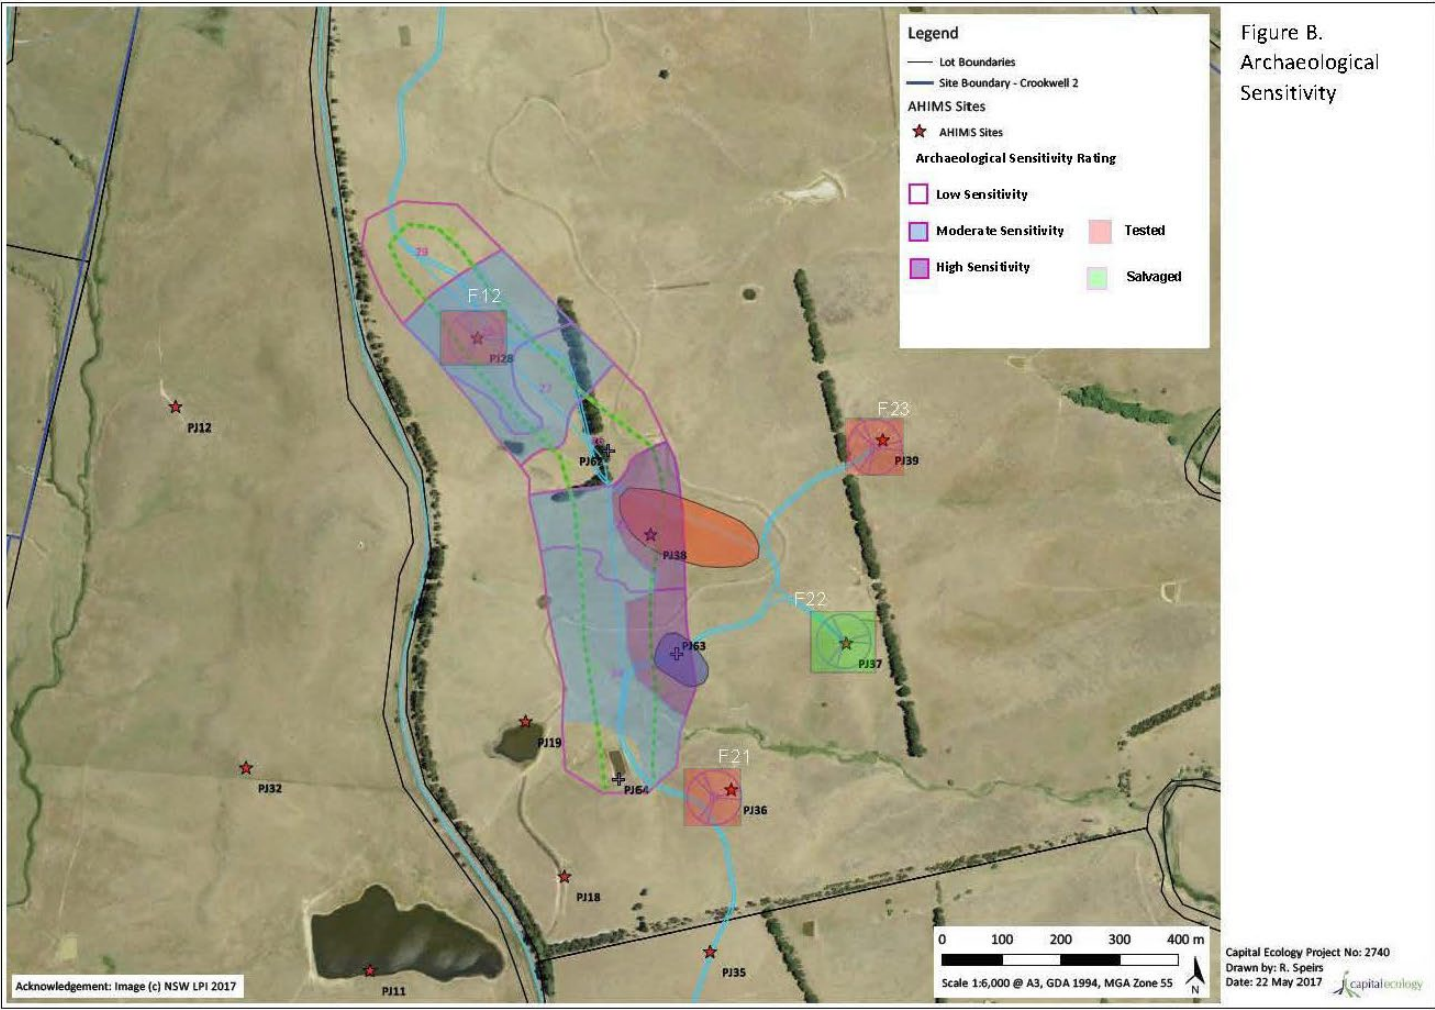 Figure B.
Archaeological
Sensitivity
Legend
Lot Boundaries
Site Boundary - Crookwell 2
AHIMS Sites
AHIMS Sites
Archaeological Sensitivity Rating
Low Sensitivity
Moderate Sensitivity
Tested
High Sensitivity
Salvaged
29
F12
PJ28
27
F23
PJ12
PJ39
PJ62
PJ38
F22
PJ63
PJ37
PJ19
F21
PJ32
PJ64
PJ36
PJ18
PJ35
PJ11
0 100 200 300 400 m
Scale 1:6,000 @ A3, GDA 1994, MGA Zone 55
N
Acknowledgement: Image (c) NSW LPI 2017
Capital Ecology Project No: 2740
Drawn by: R. Speirs
Date: 22 May 2017
capitalecology